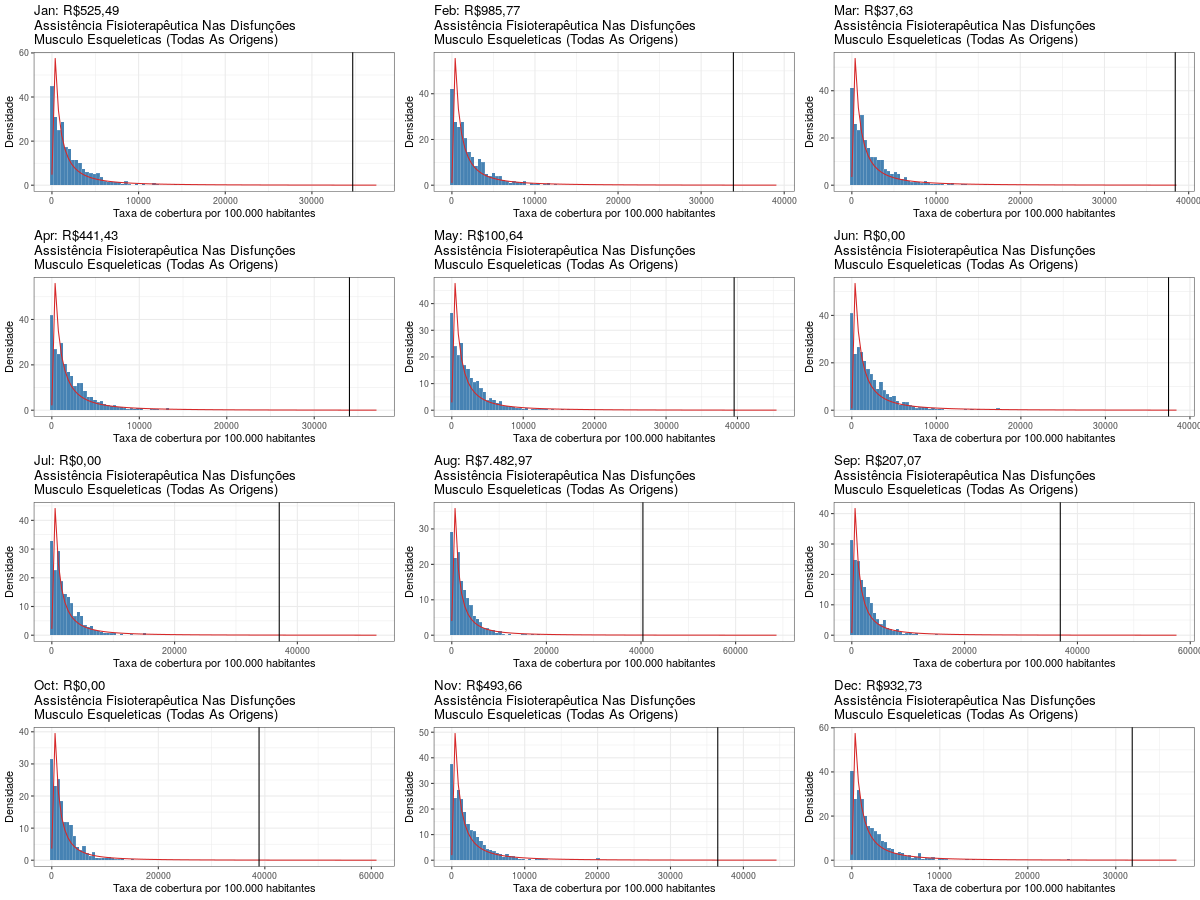 Jan: R$525,49
Assistência Fisioterapêutica Nas Disfunções
Musculo Esqueleticas (Todas As Origens)
60
40
20
0
Densidade
0 10000 20000 30000
Taxa de cobertura por 100.000 habitantes
Feb: R$985,77
Assistência Fisioterapêutica Nas Disfunções
Musculo Esqueleticas (Todas As Origens)
40
20
0
Densidade
0 10000 20000 30000 40000
Taxa de cobertura por 100.000 habitantes
Mar: R$37,63
Assistência Fisioterapêutica Nas Disfunções
Musculo Esqueleticas (Todas As Origens)
40
20
0
Densidade
0 10000 20000 30000 40000
Taxa de cobertura por 100.000 habitantes
Apr: R$441,43
Assistência Fisioterapêutica Nas Disfunções
Musculo Esqueleticas (Todas As Origens)
40
20
0
Densidade
0 10000 20000 30000
Taxa de cobertura por 100.000 habitantes
May: R$100,64
Assistência Fisioterapêutica Nas Disfunções
Musculo Esqueleticas (Todas As Origens)
40
30
20
10
0
Densidade
0 10000 20000 30000 40000
Taxa de cobertura por 100.000 habitantes
Jun: R$0,00
Assistência Fisioterapêutica Nas Disfunções
Musculo Esqueleticas (Todas As Origens)
40
20
0
Densidade
0 10000 20000 30000 40000
Taxa de cobertura por 100.000 habitantes
Jul: R$0,00
Assistência Fisioterapêutica Nas Disfunções
Musculo Esqueleticas (Todas As Origens)
40
30
20
10
0
Densidade
0 20000 40000
Taxa de cobertura por 100.000 habitantes
Aug: R$7.482,97
Assistência Fisioterapêutica Nas Disfunções
Musculo Esqueleticas (Todas As Origens)
30
20
10
0
Densidade
0 20000 40000 60000
Taxa de cobertura por 100.000 habitantes
Sep: R$207,07
Assistência Fisioterapêutica Nas Disfunções
Musculo Esqueleticas (Todas As Origens)
40
30
20
10
0
Densidade
0 20000 40000 60000
Taxa de cobertura por 100.000 habitantes
Oct: R$0,00
Assistência Fisioterapêutica Nas Disfunções
Musculo Esqueleticas (Todas As Origens)
40
30
20
10
0
Densidade
0 20000 40000 60000
Taxa de cobertura por 100.000 habitantes
Nov: R$493,66
Assistência Fisioterapêutica Nas Disfunções
Musculo Esqueleticas (Todas As Origens)
50
40
30
20
10
0
Densidade
0 10000 20000 30000 40000
Taxa de cobertura por 100.000 habitantes
Dec: R$932,73
Assistência Fisioterapêutica Nas Disfunções
Musculo Esqueleticas (Todas As Origens)
60
40
20
0
Densidade
0 10000 20000 30000
Taxa de cobertura por 100.000 habitantes